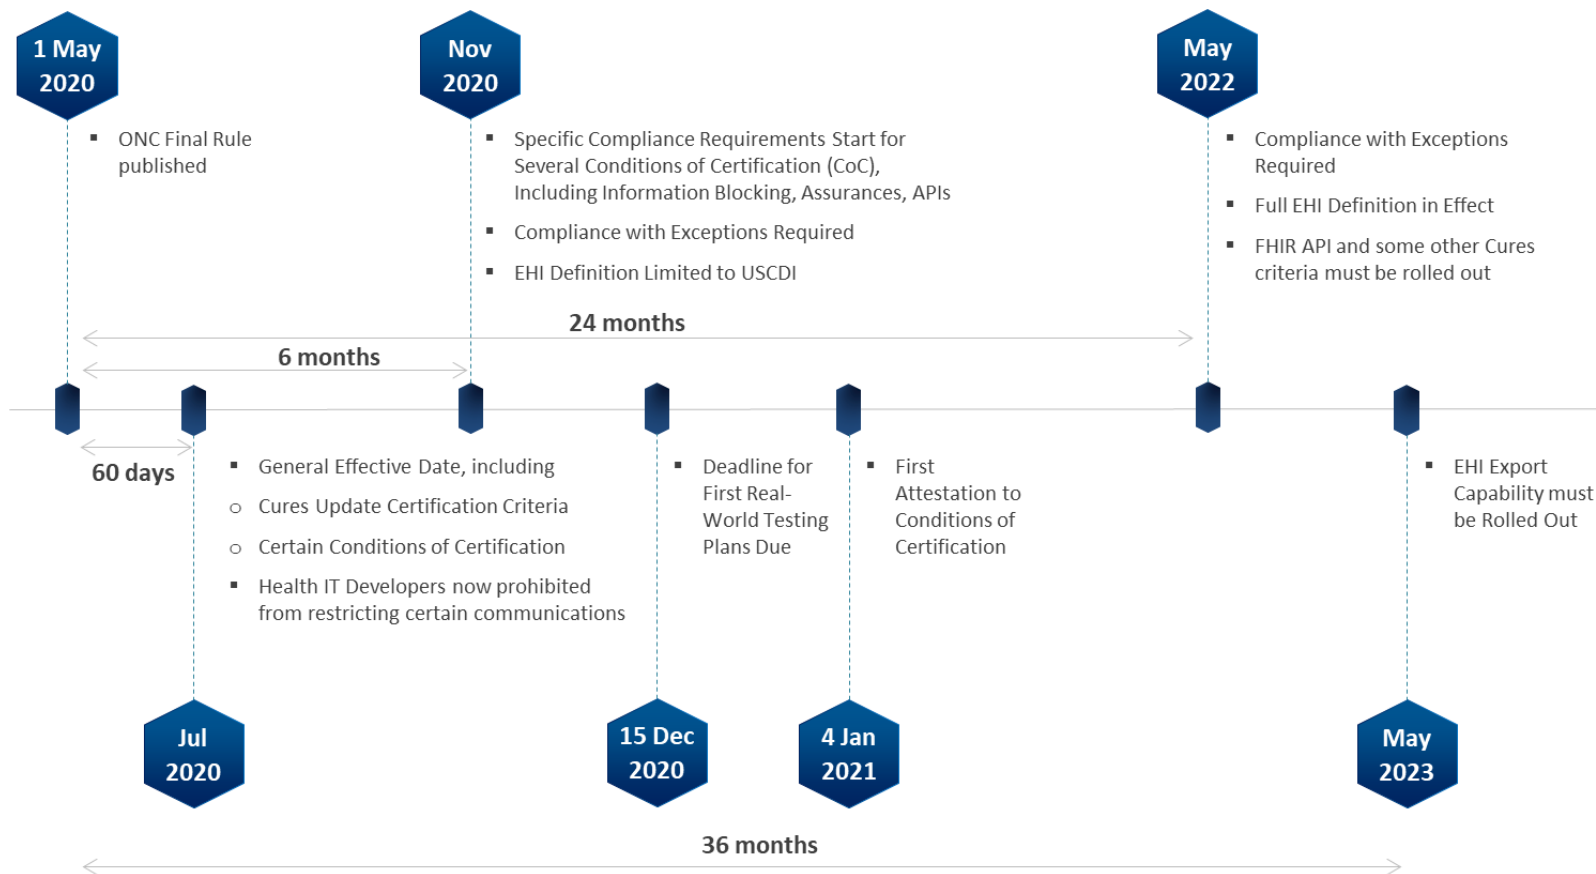 1 May
2020
▪ ONC Final Rule
published
Nov
2020
▪ Specific Compliance Requirements Start for
Several Conditions of Certification (CoC),
Including Information Blocking, Assurances, APIs
▪ Compliance with Exceptions Required
▪ EHI Definition Limited to USCDI
May
2022
▪ Compliance with Exceptions
Required
▪ Full EHI Definition in Effect
▪ FHIR API and some other Cures
criteria must be rolled out
24 months
6 months
60 days
▪ General Effective Date, including
o Cures Update Certification Criteria
o Certain Conditions of Certification
▪ Health IT Developers now prohibited
from restricting certain communications
Jul
2020
▪ Deadline for
First Real-
World Testing
Plans Due
15 Dec
2020
▪ First
Attestation to
Conditions of
Certification
4 Jan
2021
▪ EHI Export
Capability must
be Rolled Out
May
2023
36 months